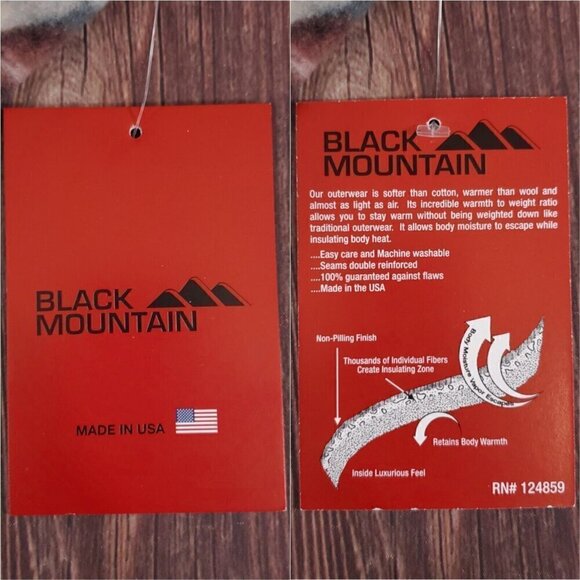 BLACK
MOUNTAIN
MADE IN USA
BLACK
MOUNTAIN
Our outerwear is softer than cotton, warmer than wool and
almost as light as air. Its incredible warmth to weight ratio
allows you to stay warm without being weighted down like
traditional outerwear. It allows body moisture to escape while
insulating body heat.
....Easy care and Machine washable
....Seams double reinforced
....100% guaranteed against flaws
....Made in the USA
Non-Pilling Finish
Thousands of Individual Fibers
Create Insulating Zone
Body Moisture Vapor Escapes
Retains Body Warmth
Inside Luxurious Feel
RN# 124859